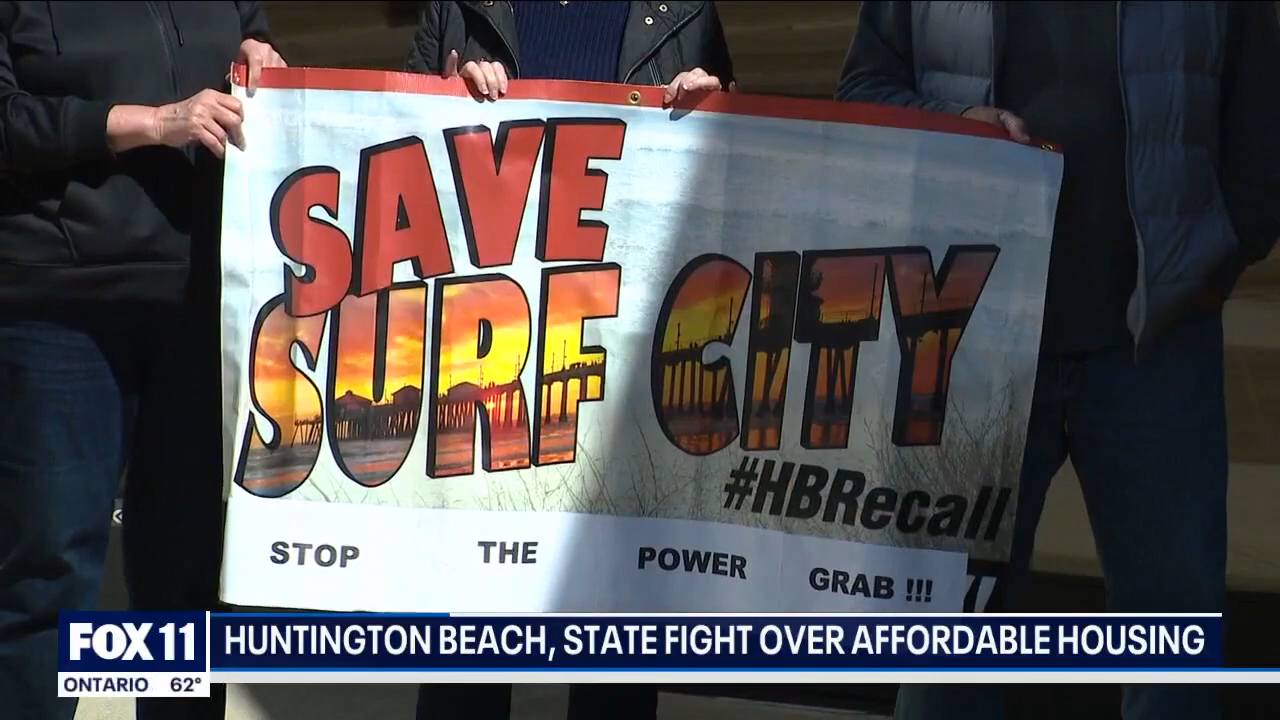 SAVE
SURF CITY
#HBRecall
STOP THE POWER GRAB !!!
FOX 11
HUNTINGTON BEACH, STATE FIGHT OVER AFFORDABLE HOUSING
ONTARIO 62°